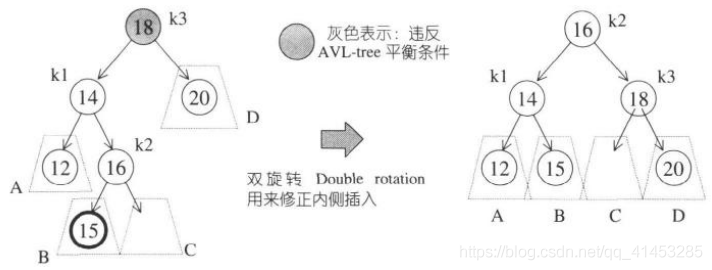 18 k3
灰色表示：违反
AVL-tree 平衡条件
16 k2
k1
14
20
D
k1
14
k3
18
k2
12
16
A
双旋转 Double rotation
用来修正内侧插入
12
15
20
A
B
C
D
15
B
C
https://blog.csdn.net/qq_41453285